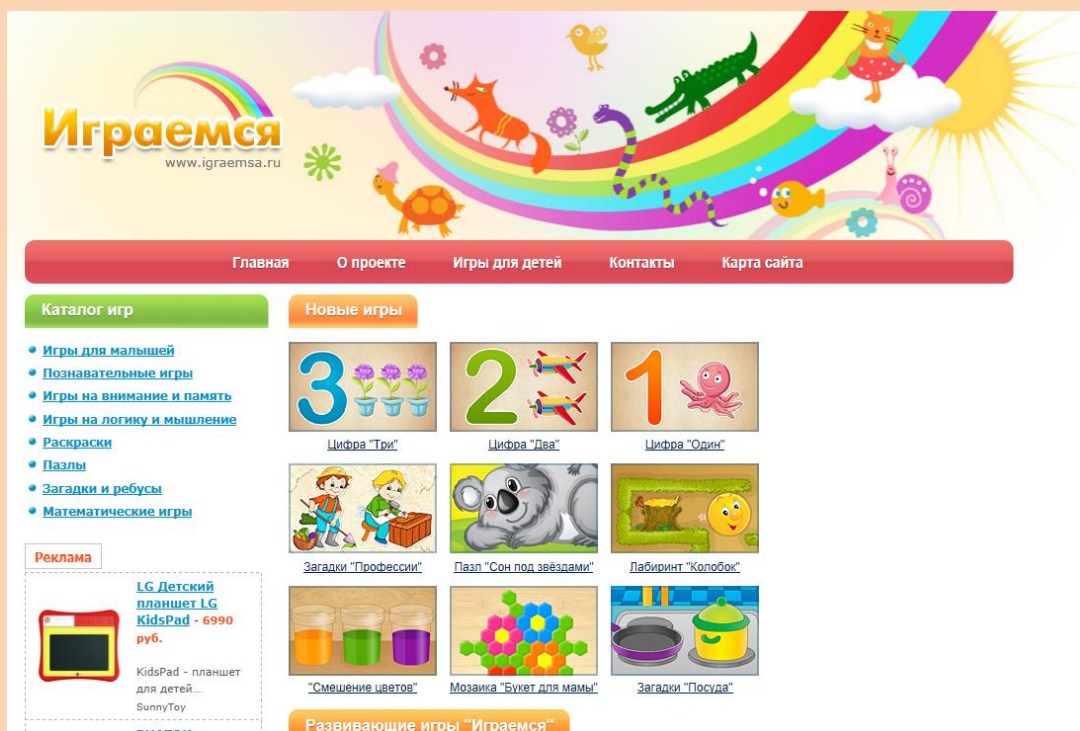 Играемся
www.igraemsa.ru
Главная О проекте Игры для детей Контакты Карта сайта
Каталог игр
Игры для малышей
Познавательные игры
Игры на внимание и память
Игры на логику и мышление
Раскраски
Пазлы
Загадки и ребусы
Математические игры
Реклама
LG Детский
планшет LG
KidsPad - 6990
руб.
KidsPad - планшет
для детей...
SunnyToy
Новые игры
3 2 1
Цифра "Три" Цифра "Два" Цифра "Один"
Загадки "Профессии" Пазл "Сон под звёздами" Лабиринт "Колобок"
"Смешение цветов" Мозаика "Букет для мамы" Загадки "Посуда"
Развивающие игры "Играемся"